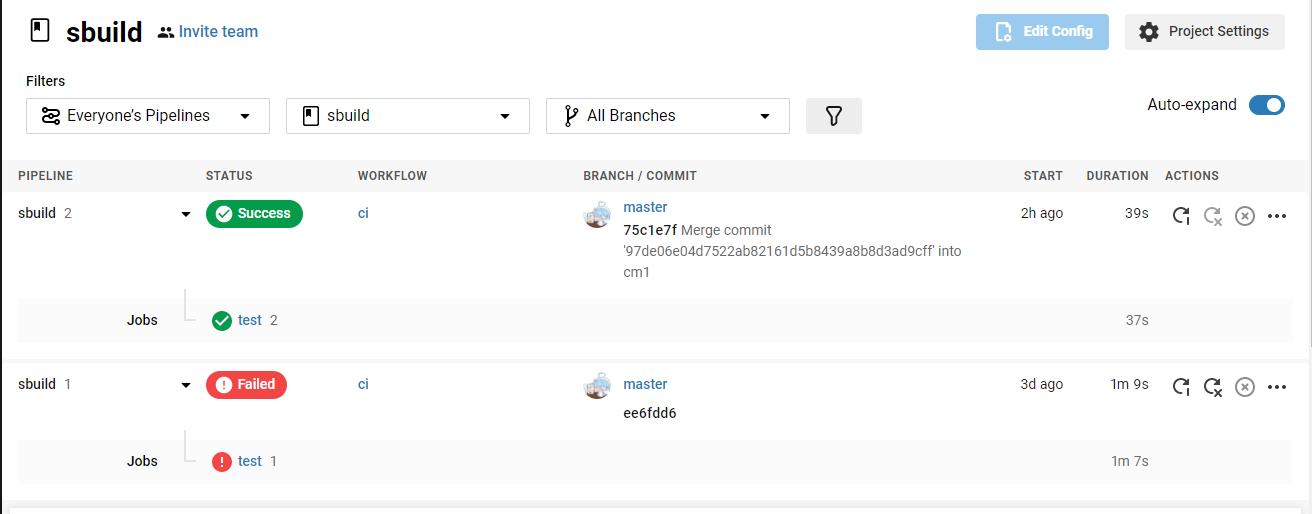 sbuild Invite team Edit Config Project Settings
Filters
Everyone's Pipelines sbuild All Branches Auto-expand
PIPELINE STATUS WORKFLOW BRANCH / COMMIT START DURATION ACTIONS
sbuild 2 Success ci master 2h ago 39s
75c1e7f Merge commit
'97de06e04d7522ab82161d5b8439a8b8d3ad9cff' into
cm1
Jobs test 2 37s
sbuild 1 Failed ci master 3d ago 1m 9s
ee6fdd6
Jobs test 1 1m 7s